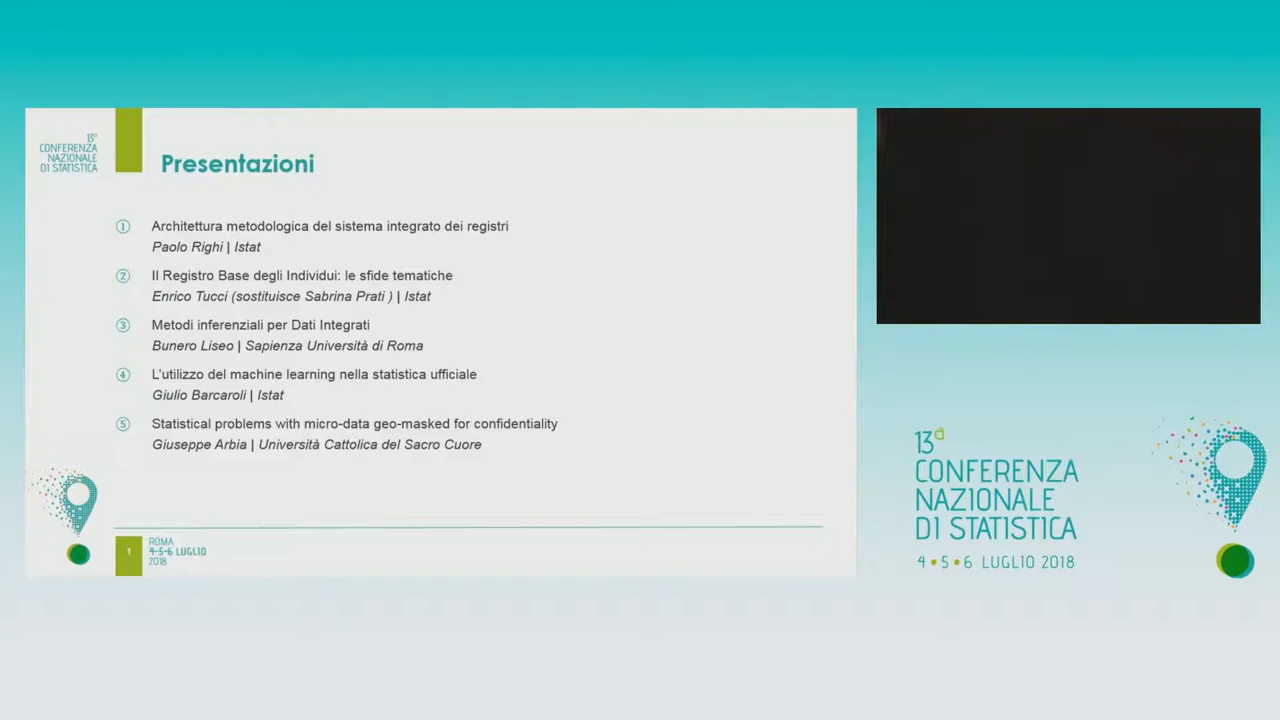 13a
CONFERENZA
NAZIONALE
DI STATISTICA
Presentazioni
1 Architettura metodologica del sistema integrato dei registri
Paolo Righi | Istat
2 Il Registro Base degli Individui: le sfide tematiche
Enrico Tucci (sostituisce Sabrina Prati ) | Istat
3 Metodi inferenziali per Dati Integrati
Bunero Liseo | Sapienza Università di Roma
4 L'utilizzo del machine learning nella statistica ufficiale
Giulio Barcaroli | Istat
5 Statistical problems with micro-data geo-masked for confidentiality
Giuseppe Arbia | Università Cattolica del Sacro Cuore
1
ROMA
4-5-6 LUGLIO
2018
13a
CONFERENZA
NAZIONALE
DI STATISTICA
4 • 5 • 6 LUGLIO 2018